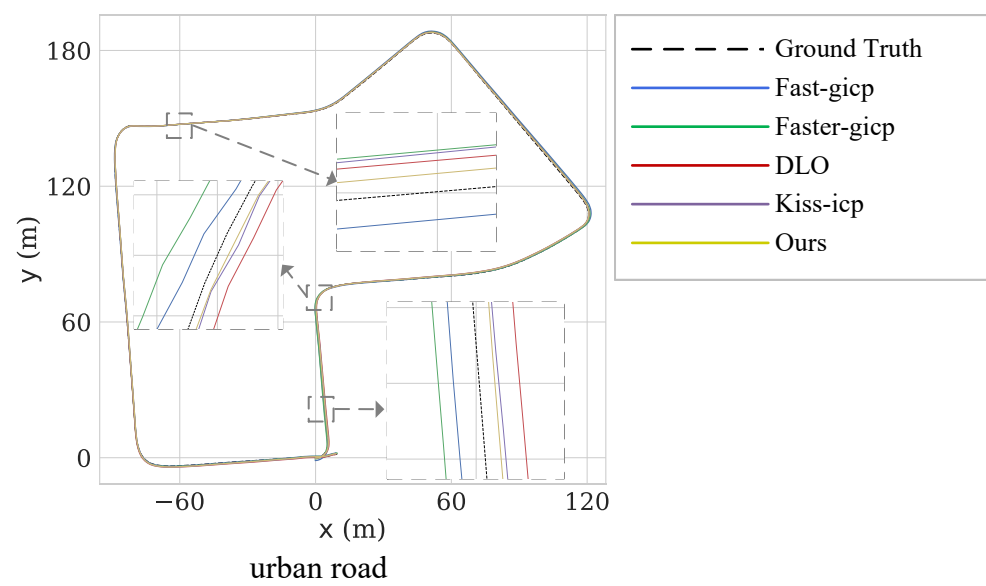 180
120
60
0
−60
0
60
120
y (m)
x (m)
urban road
Ground Truth
Fast-gicp
Faster-gicp
DLO
Kiss-icp
Ours